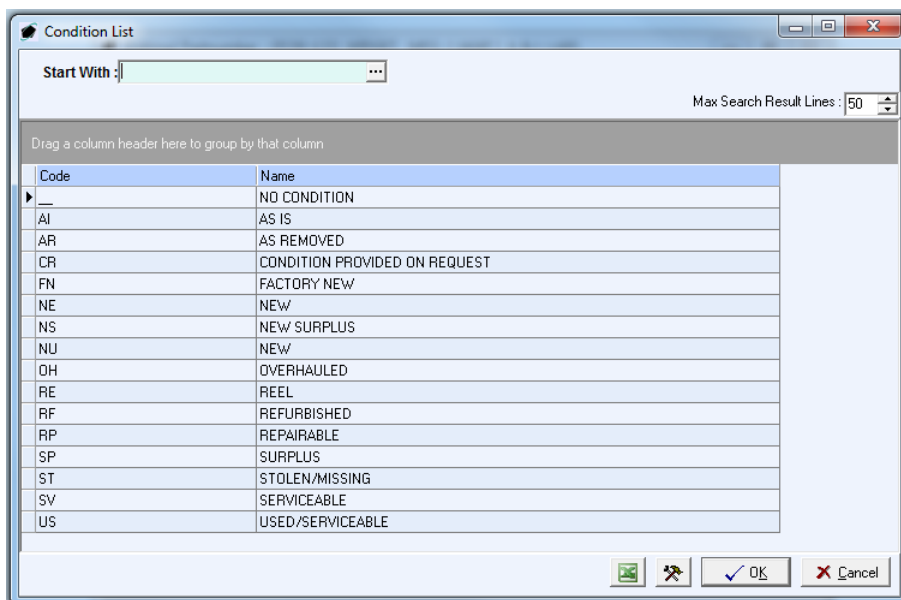 Condition List
Start With :
...
Max Search Result Lines : 50
Drag a column header here to group by that column
Code Name
__ NO CONDITION
AI AS IS
AR AS REMOVED
CR CONDITION PROVIDED ON REQUEST
FN FACTORY NEW
NE NEW
NS NEW SURPLUS
NU NEW
OH OVERHAULED
RE REEL
RF REFURBISHED
RP REPAIRABLE
SP SURPLUS
ST STOLEN/MISSING
SV SERVICEABLE
US USED/SERVICEABLE
OK Cancel